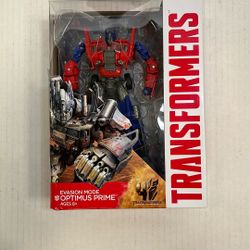 TRANSFORMERS
EVASION MODE
OPTIMUS PRIME
AGES 8+